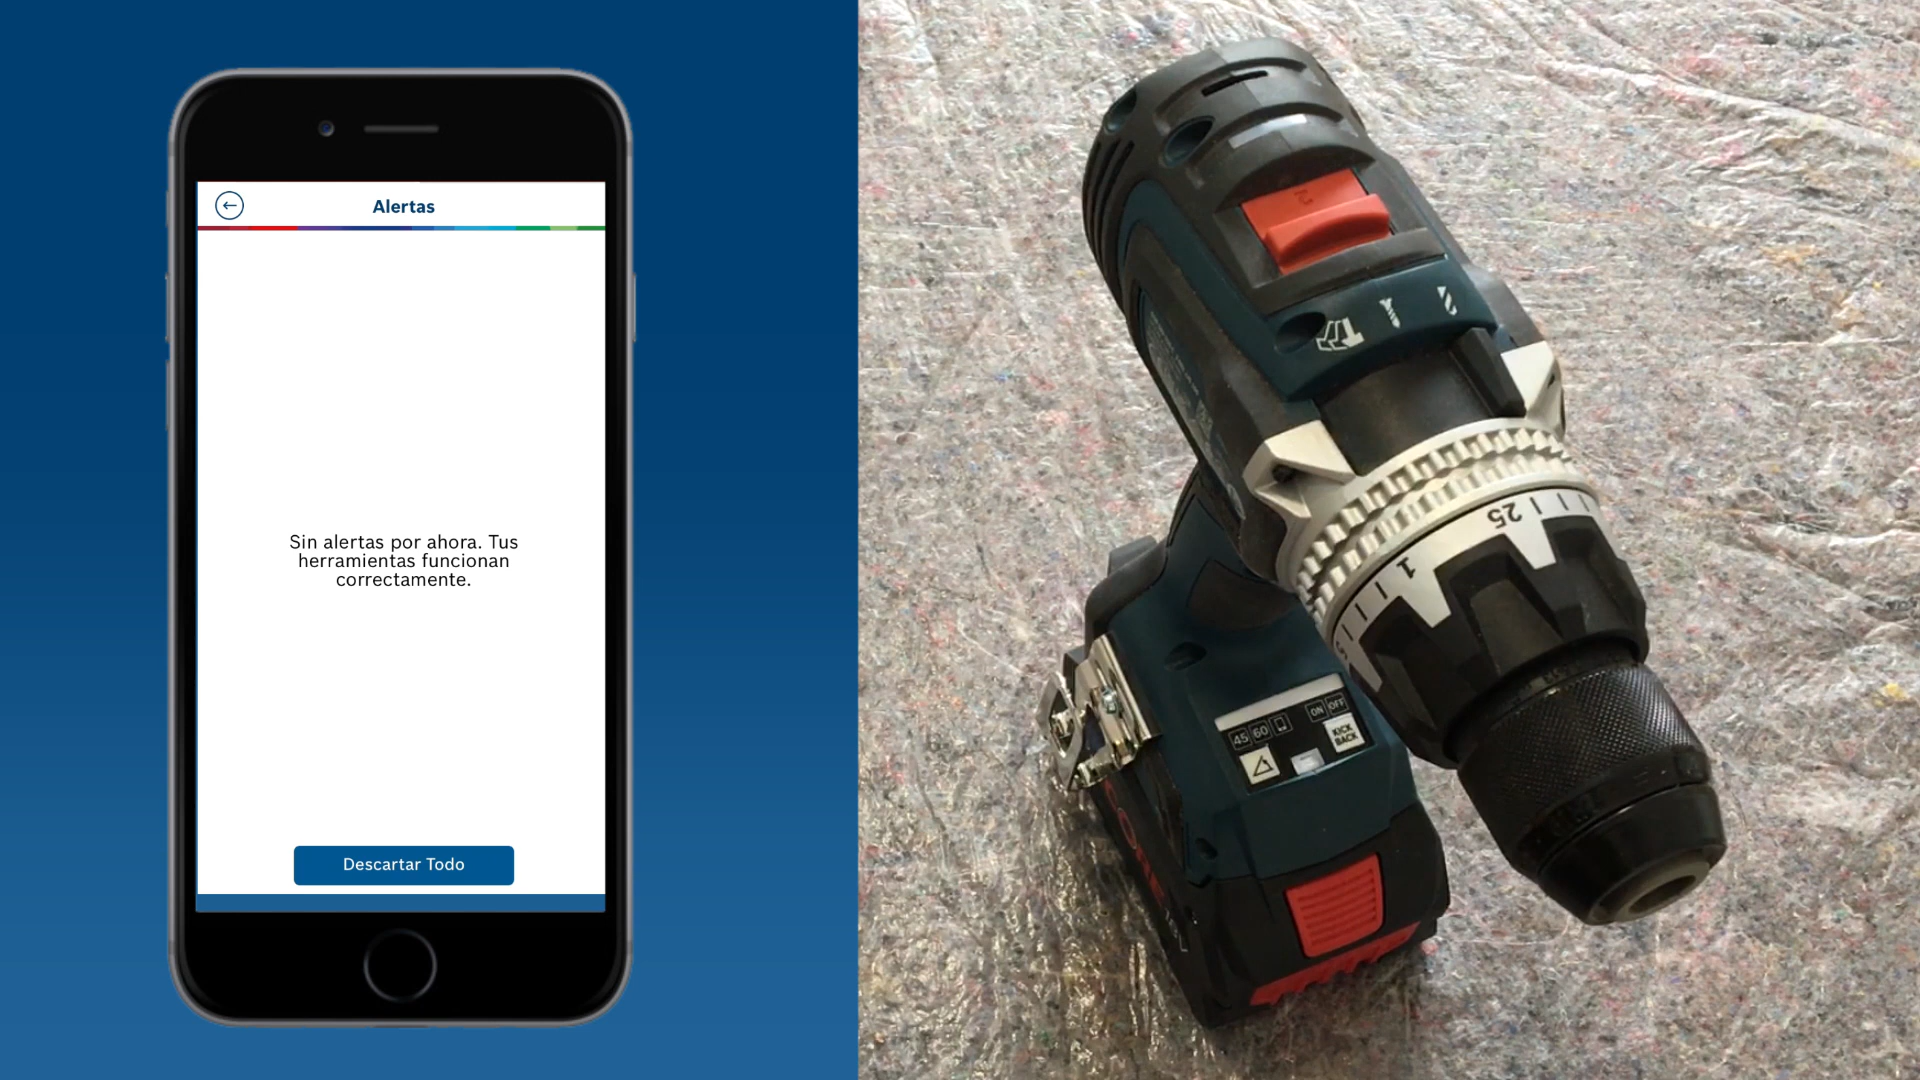 Alertas
Sin alertas por ahora. Tus
herramientas funcionan
correctamente.
Descartar Todo
2
25
1
45 60
ON OFF
KICK
BACK